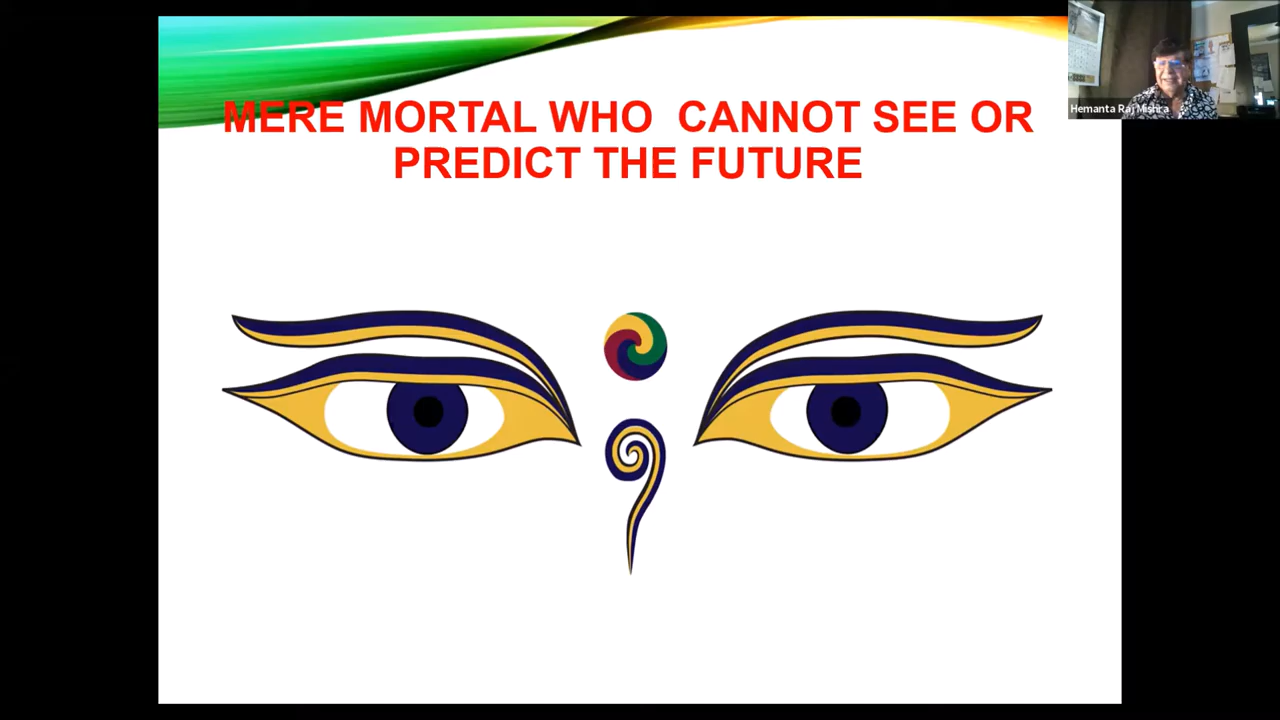 MERE MORTAL WHO CANNOT SEE OR
PREDICT THE FUTURE
Hemanta Raj Mishra